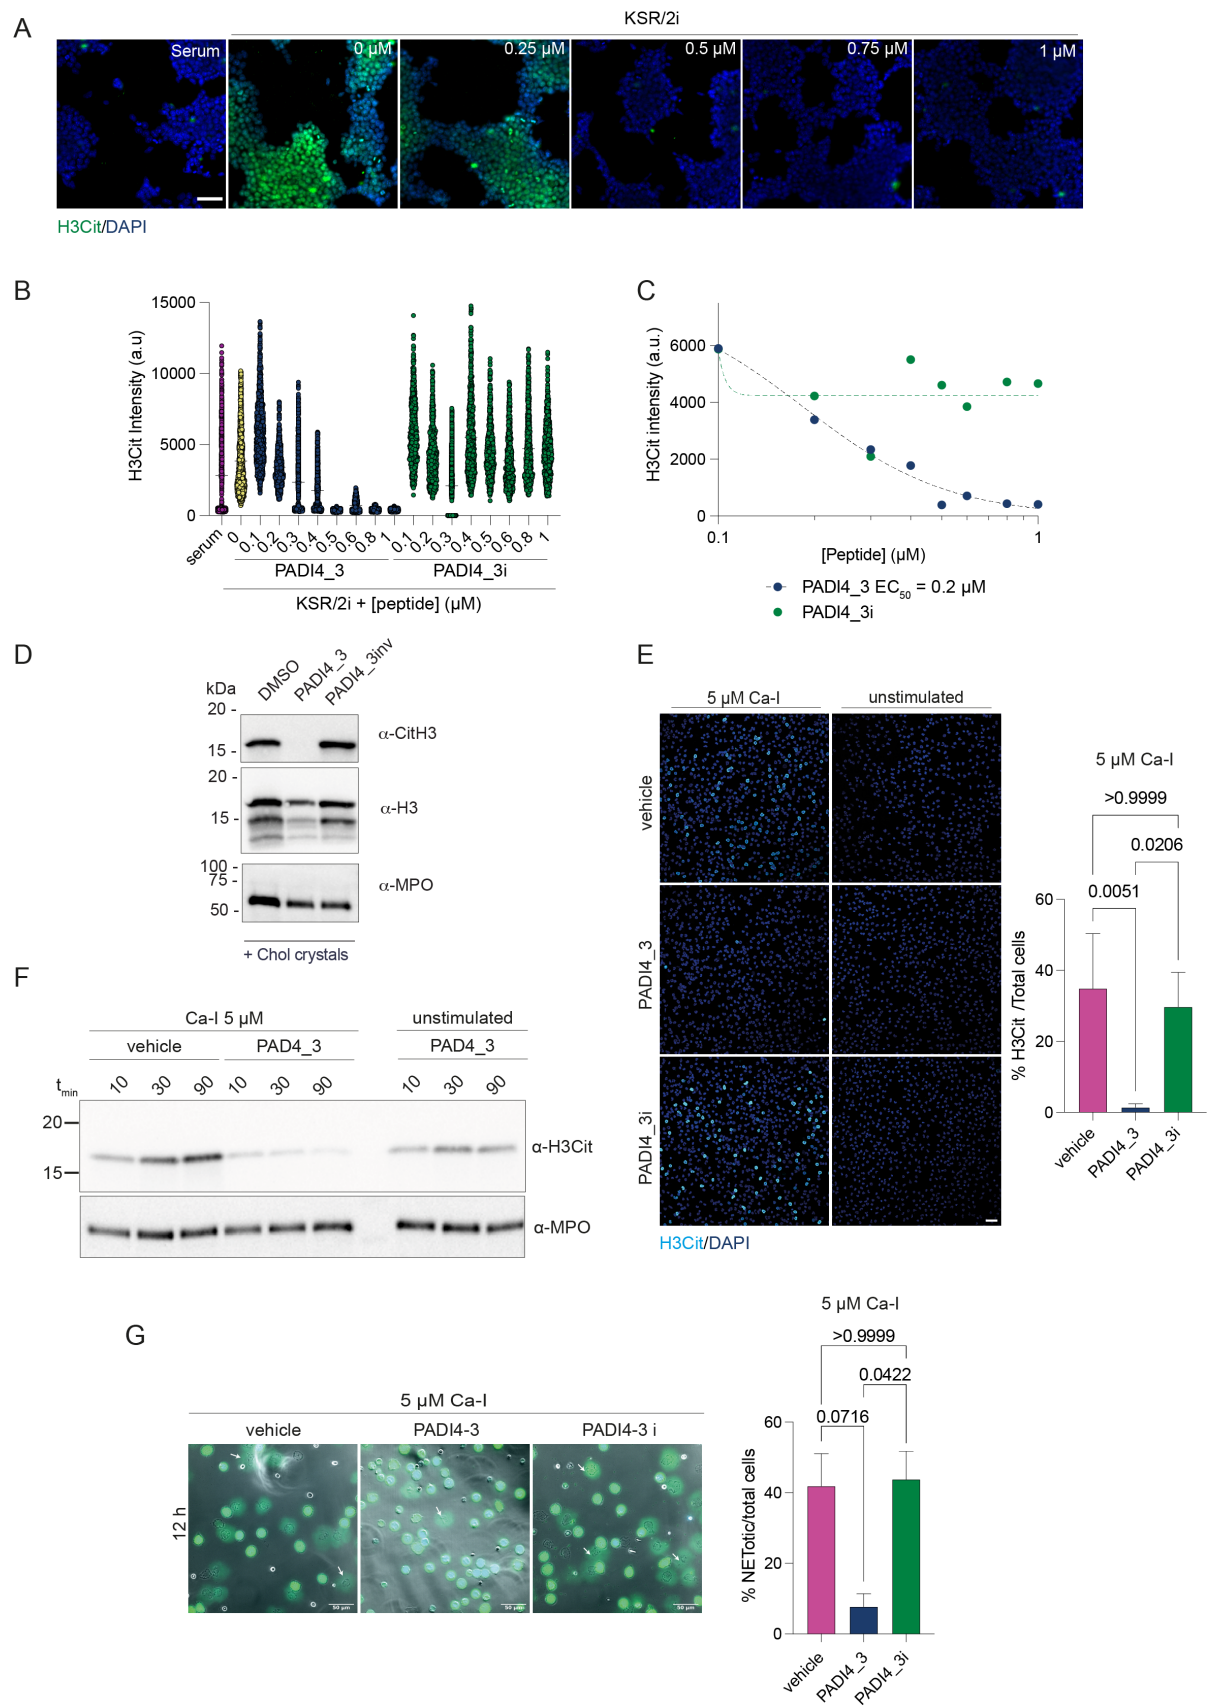 A
KSR/2i
Serum
0 µM
0.25 µM
0.5 µM
0.75 µM
1 µM
H3Cit/DAPI
B
H3Cit Intensity (a.u)
15000
10000
5000
0
serum
0
0.1
0.2
0.3
0.4
0.5
0.6
0.8
1
0.1
0.2
0.3
0.4
0.5
0.6
0.8
1
PADI4_3
PADI4_3i
KSR/2i + [peptide] (µM)
C
H3Cit intensity (a.u.)
6000
4000
2000
0
0.1
1
[Peptide] (µM)
PADI4_3 EC50 = 0.2 µM
PADI4_3i
D
kDa
DMSO
PADI4_3
PADI4_3inv
20 -
15 -
α-CitH3
20 -
15 -
α-H3
100 -
75 -
50 -
α-MPO
+ Chol crystals
E
5 µM Ca-I
unstimulated
vehicle
PADI4_3
PADI4_3i
H3Cit/DAPI
5 µM Ca-I
>0.9999
0.0206
0.0051
% H3Cit /Total cells
60
40
20
0
vehicle
PADI4_3
PADI4_3i
F
Ca-I 5 µM
unstimulated
vehicle
PAD4_3
PAD4_3
tmin
10
30
90
10
30
90
10
30
90
20
15
α-H3Cit
α-MPO
G
5 µM Ca-I
vehicle
PADI4-3
PADI4-3 i
12 h
50 µm
50 µm
50 µm
5 µM Ca-I
>0.9999
0.0422
0.0716
% NETotic/total cells
60
40
20
0
vehicle
PADI4_3
PADI4_3i